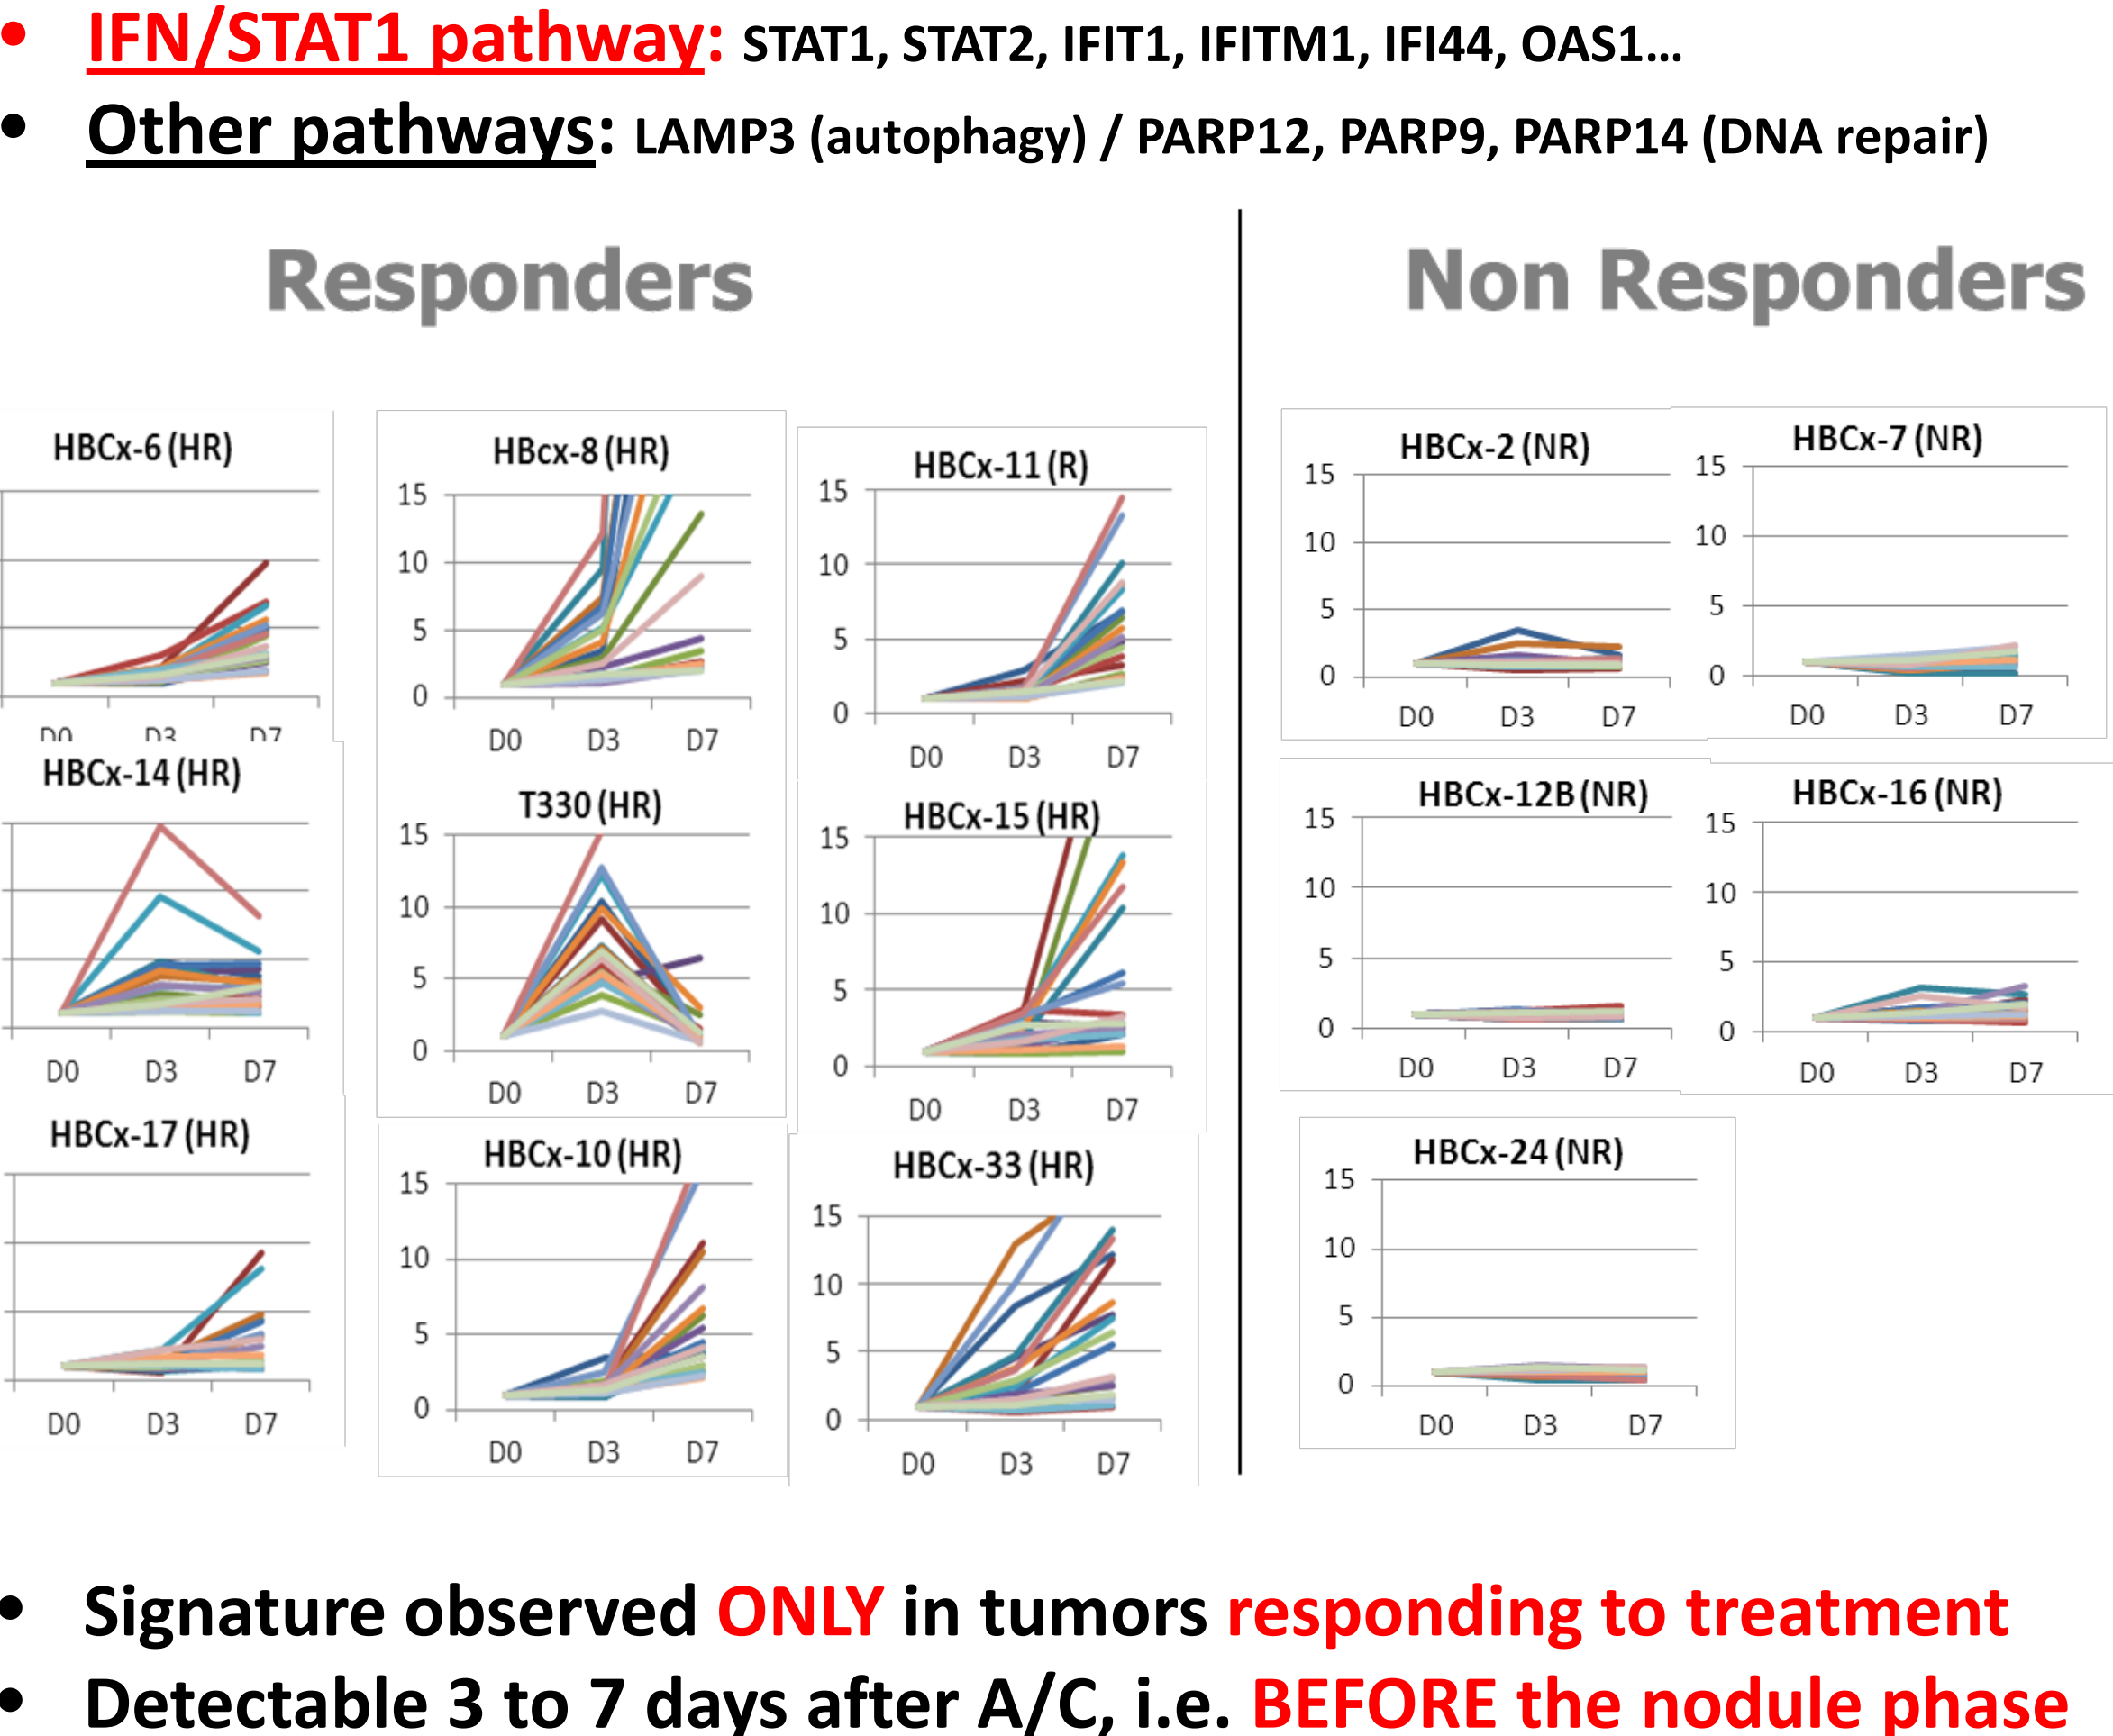 • IFN/STAT1 pathway: STAT1, STAT2, IFIT1, IFITM1, IFI44, OAS1...
• Other pathways: LAMP3 (autophagy) / PARP12, PARP9, PARP14 (DNA repair)
Responders
Non Responders
HBCx-6 (HR)
D0 D3 D7
HBcx-8 (HR)
15
10
5
0
D0 D3 D7
HBCx-11 (R)
15
10
5
0
D0 D3 D7
HBCx-2 (NR)
15
10
5
0
D0 D3 D7
HBCx-7 (NR)
15
10
5
0
D0 D3 D7
HBCx-14 (HR)
D0 D3 D7
T330 (HR)
15
10
5
0
D0 D3 D7
HBCx-15 (HR)
15
10
5
0
D0 D3 D7
HBCx-12B (NR)
15
10
5
0
D0 D3 D7
HBCx-16 (NR)
15
10
5
0
D0 D3 D7
HBCx-17 (HR)
D0 D3 D7
HBCx-10 (HR)
15
10
5
0
D0 D3 D7
HBCx-33 (HR)
15
10
5
0
D0 D3 D7
HBCx-24 (NR)
15
10
5
0
D0 D3 D7
• Signature observed ONLY in tumors responding to treatment
• Detectable 3 to 7 days after A/C, i.e. BEFORE the nodule phase